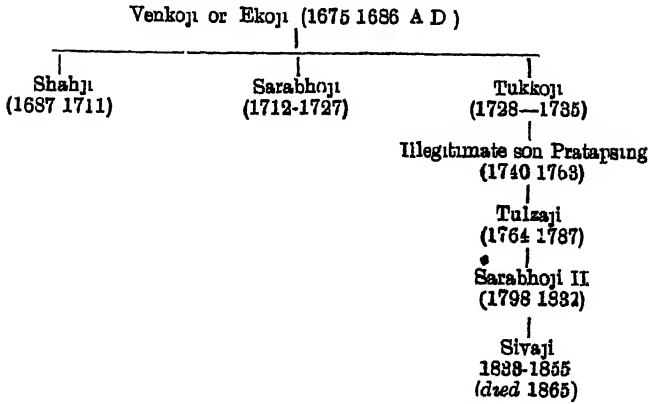 Venkoji or Ekoji (1675 1686 A D)
Shahji Sarabhoji Tukkoji
(1687 1711) (1712-1727) (1728—1735)
Illegitimate son Pratapsing
(1740 1763)
Tulzaji
(1764 1787)
Sarabhoji II
(1798 1832)
Sivaji
1833-1855
(died 1865)